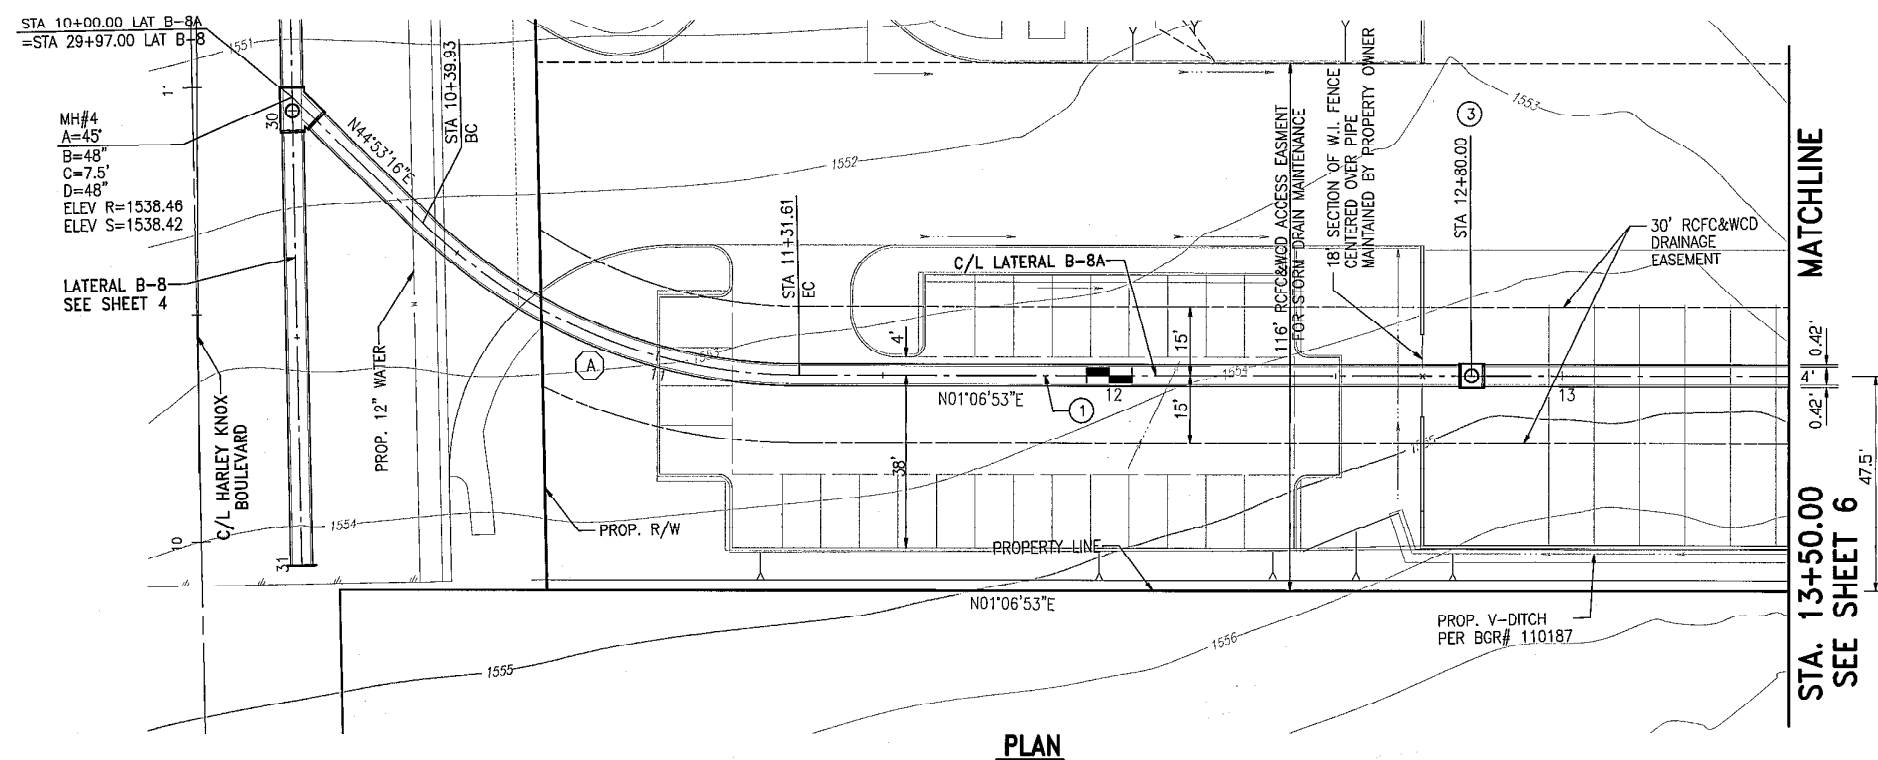 STA 10+00.00 LAT B-8A
=STA 29+97.00 LAT B-8
1551
1'
MH#4
A=45°
B=48"
C=7.5'
D=48"
ELEV R=1538.46
ELEV S=1538.42
30
N44°53'16"E
STA 10+39.93
BC
LATERAL B-8
SEE SHEET 4
C/L HARLEY KNOX
BOULEVARD
PROP. 12" WATER
W
10
31
1554
1552
1553
STA 11+31.61
EC
C/L LATERAL B-8A
4'
15'
15'
38'
A
11
12
13
1
N01°06'53"E
1553
1554
1555
116' RCFC&WCD ACCESS EASMENT
FOR STORM DRAIN MAINTENANCE
18' SECTION OF W.I. FENCE
CENTERED OVER PIPE
MAINTAINED BY PROPERTY OWNER
3
STA 12+80.00
30' RCFC&WCD
DRAINAGE
EASEMENT
PROP. R/W
PROPERTY LINE
N01°06'53"E
PROP. V-DITCH
PER BGR# 110187
1555
1556
0.42'
4'
0.42'
47.5'
MATCHLINE
STA. 13+50.00
SEE SHEET 6
PLAN